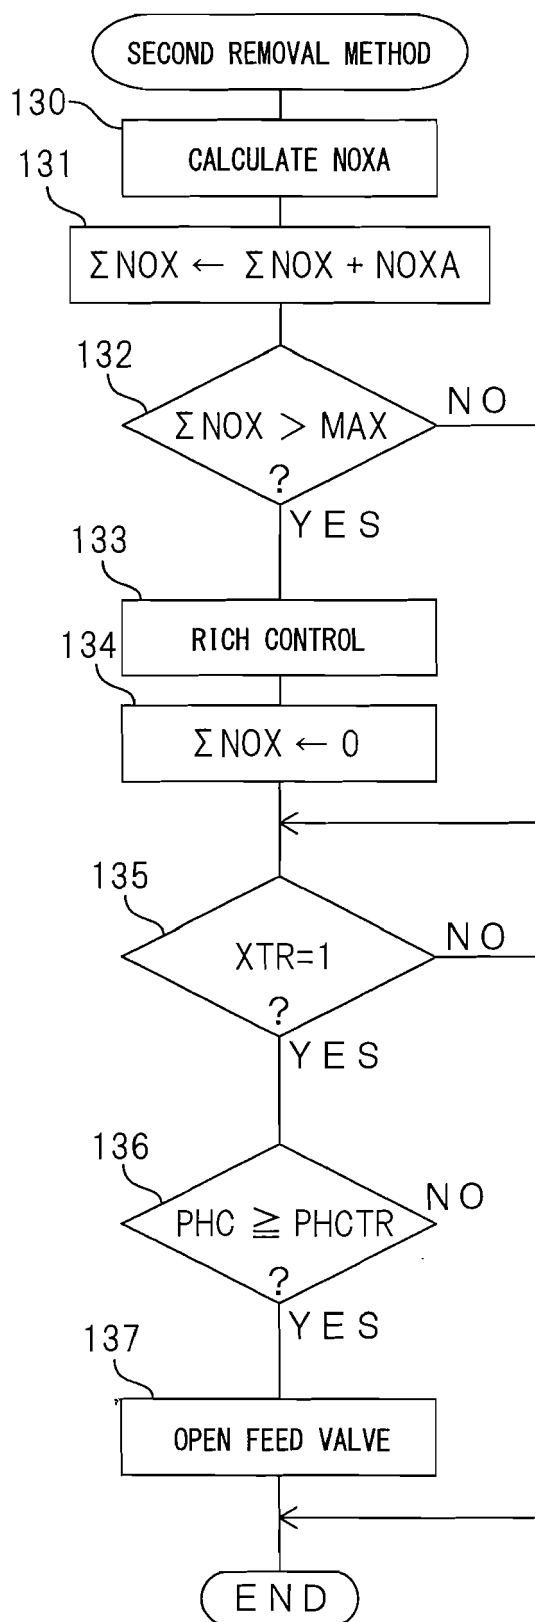 SECOND REMOVAL METHOD
130
CALCULATE NOXA
131
ΣNOX ← ΣNOX + NOXA
132
ΣNOX > MAX
NO
?
YES
133
RICH CONTROL
134
ΣNOX ← 0
135
XTR=1
NO
?
YES
136
PHC ≧ PHCTR
NO
?
YES
137
OPEN FEED VALVE
END